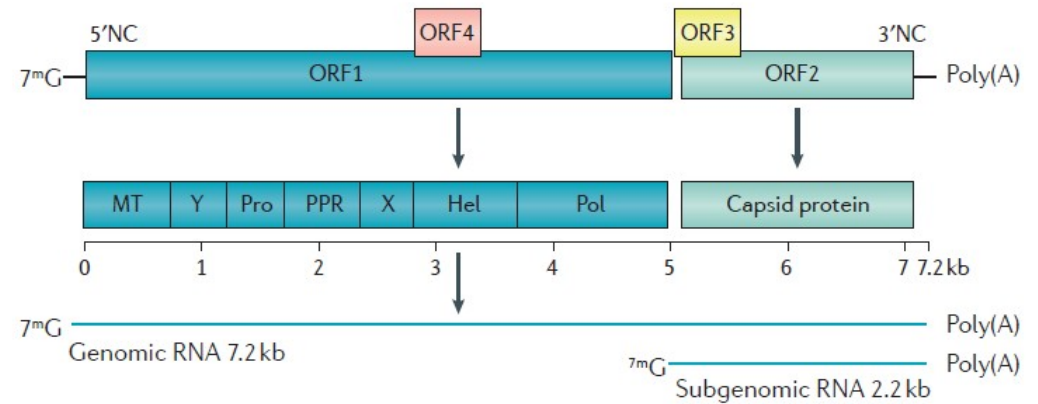 5′NC ORF4 ORF3 3′NC
7ᵐG ORF1 ORF2 Poly(A)
MT Y Pro PPR X Hel Pol Capsid protein
0 1 2 3 4 5 6 7 7.2 kb
7ᵐG Poly(A)
Genomic RNA 7.2 kb
7ᵐG Poly(A)
Subgenomic RNA 2.2 kb